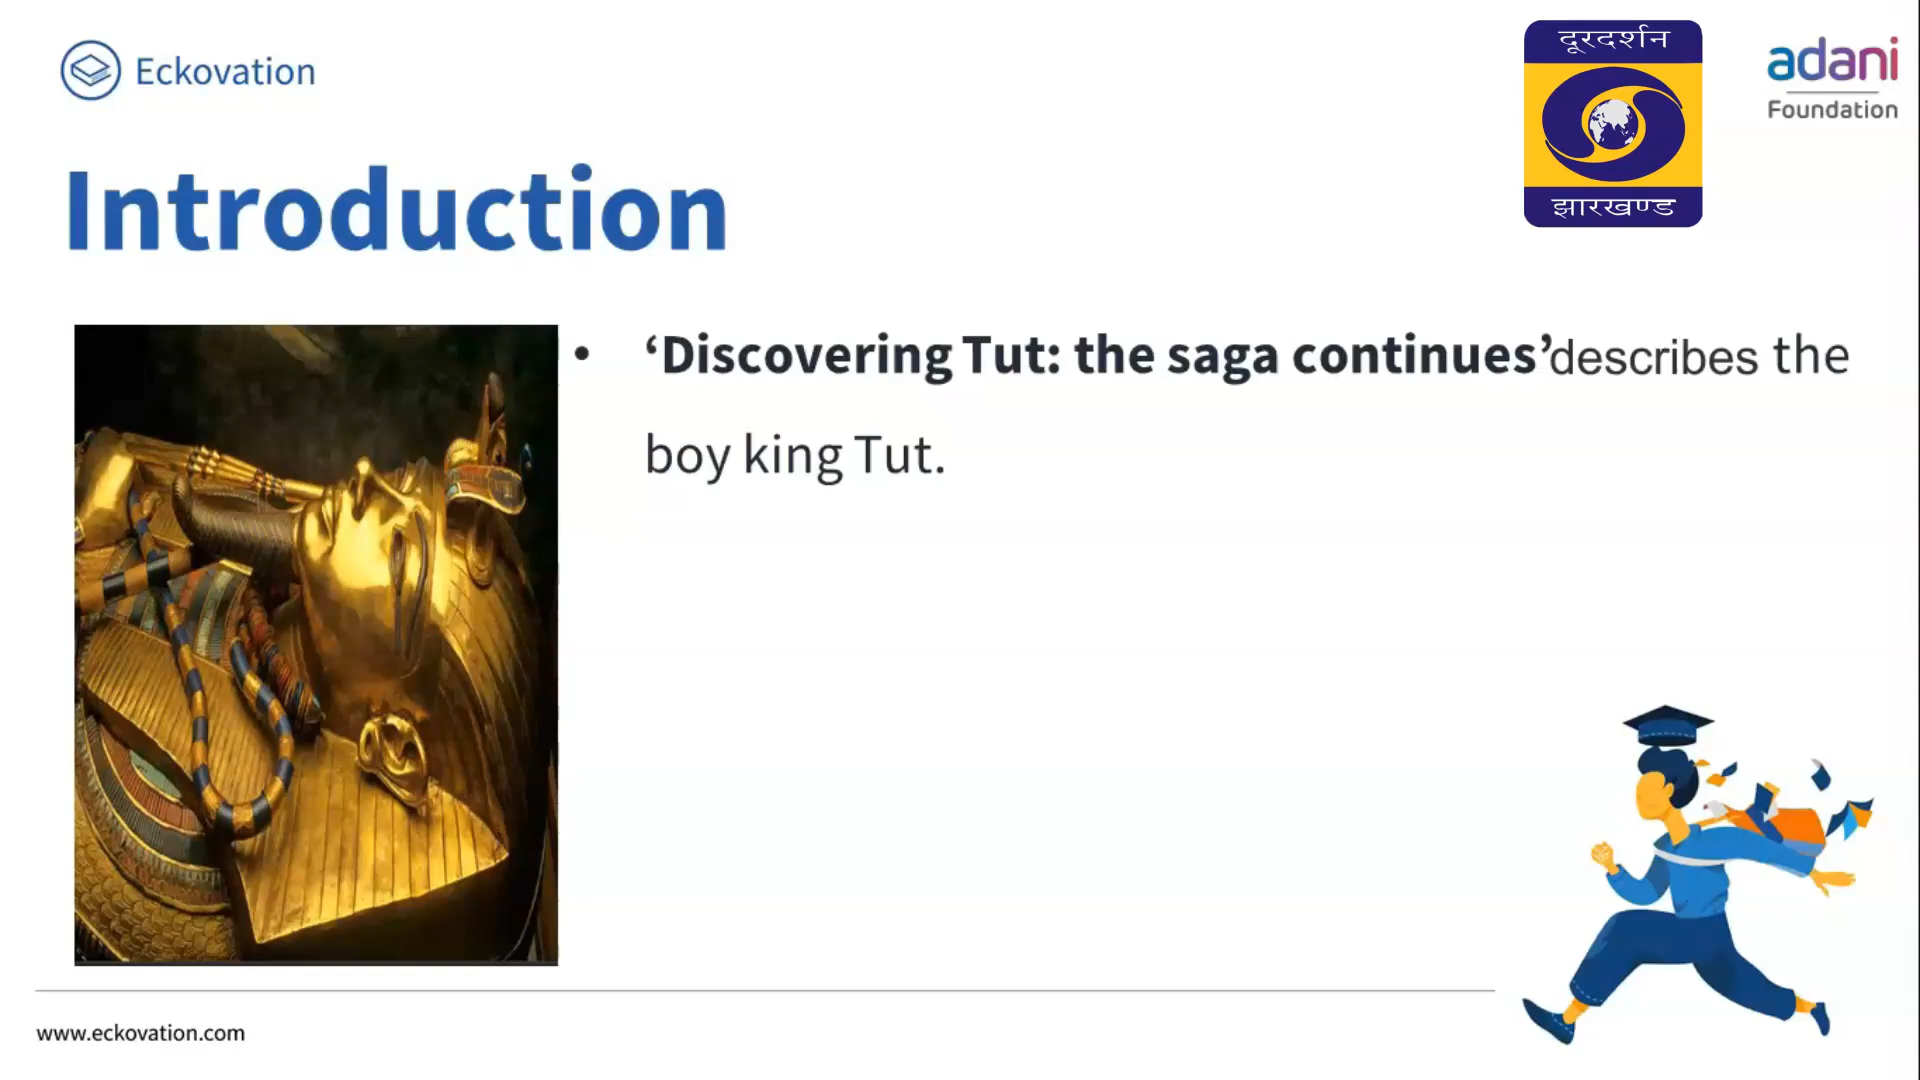 Eckovation
दूरदर्शन
झारखण्ड
adani
Foundation
Introduction
• ‘Discovering Tut: the saga continues’describes the
boy king Tut.
www.eckovation.com